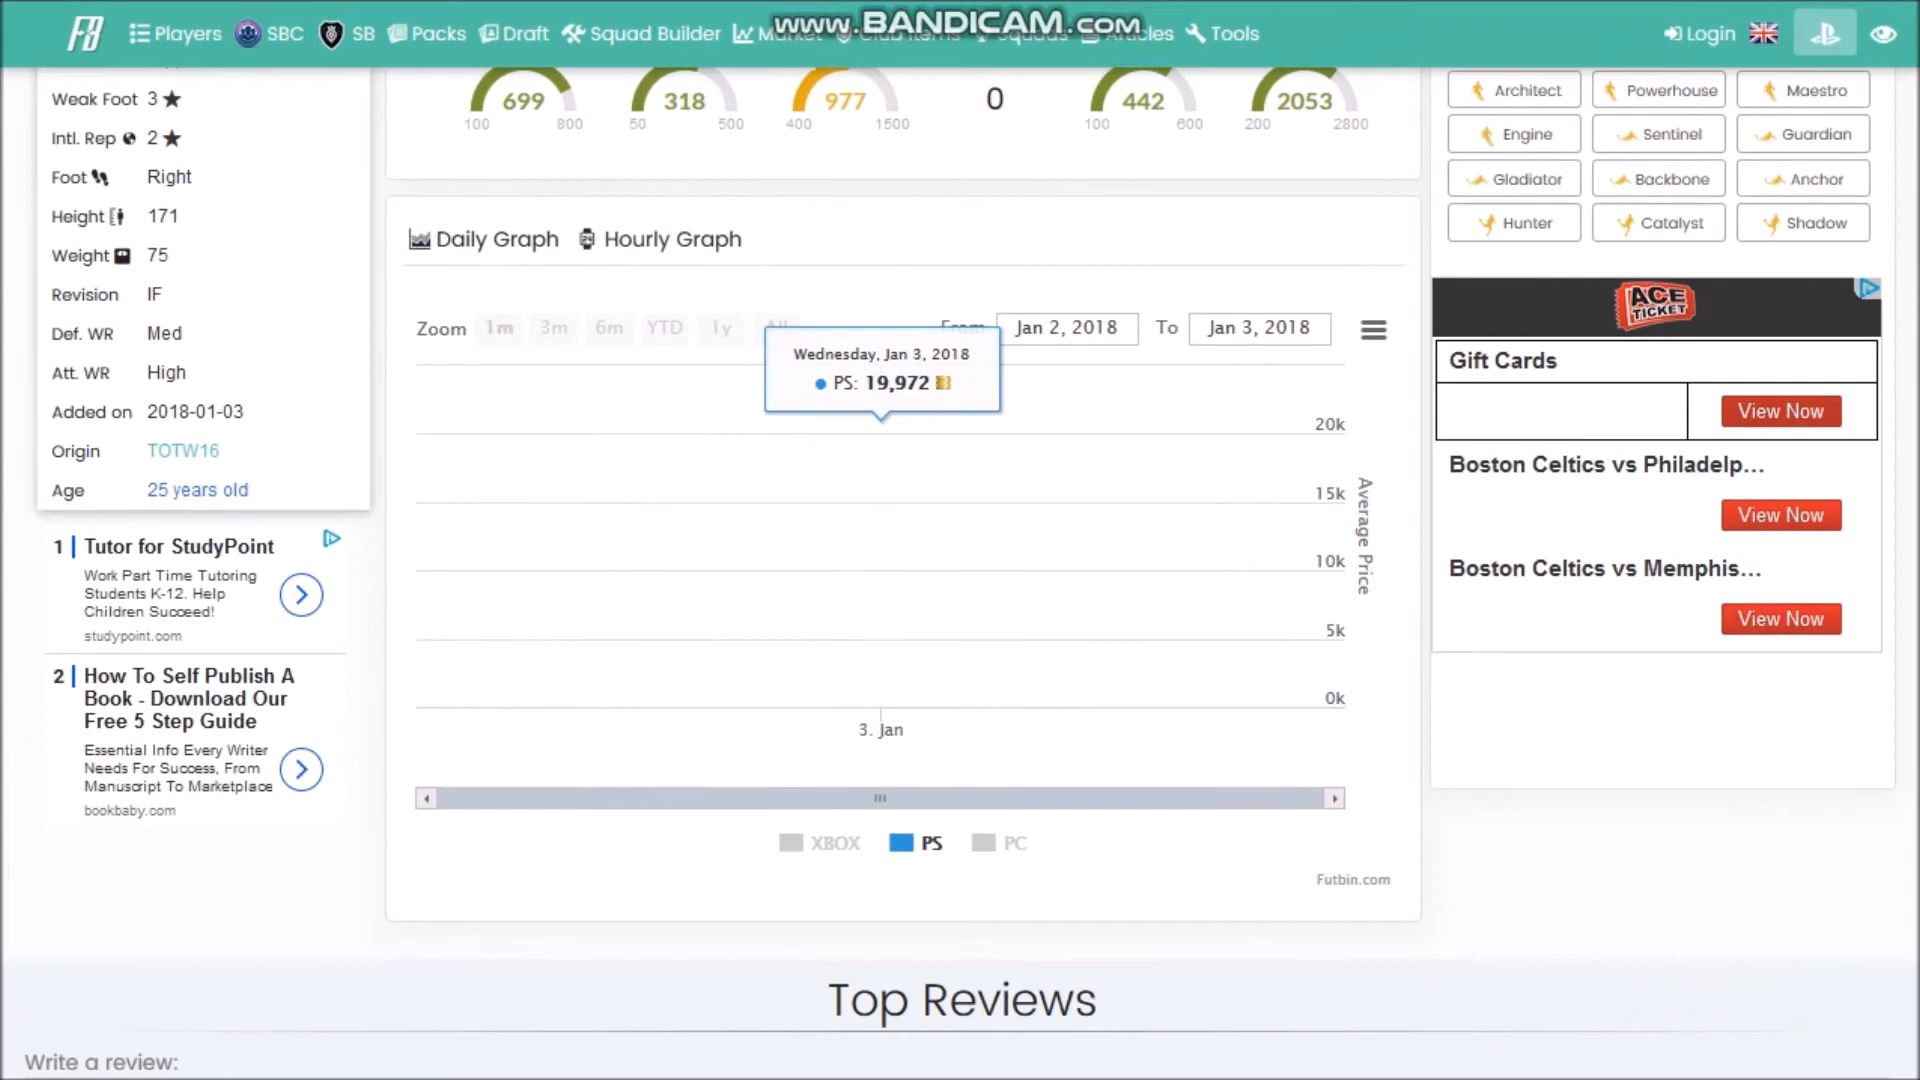 www.BANDICAM.com
Players SBC SB Packs Draft Squad Builder Market Club Items Squads Articles Tools Login
Weak Foot 3
Intl. Rep 2
Foot Right
Height 171
Weight 75
Revision IF
Def. WR Med
Att. WR High
Added on 2018-01-03
Origin TOTW16
Age 25 years old
1 Tutor for StudyPoint
Work Part Time Tutoring
Students K-12. Help
Children Succeed!
studypoint.com
2 How To Self Publish A
Book - Download Our
Free 5 Step Guide
Essential Info Every Writer
Needs For Success, From
Manuscript To Marketplace
bookbaby.com
699 318 977 0 442 2053
100 800 50 500 400 1500 100 600 200 2800
Daily Graph Hourly Graph
Zoom 1m 3m 6m YTD 1y All From Jan 2, 2018 To Jan 3, 2018
Wednesday, Jan 3, 2018
PS: 19,972
20k
15k
10k
5k
0k
Average Price
3. Jan
XBOX PS PC
Futbin.com
Architect Powerhouse Maestro
Engine Sentinel Guardian
Gladiator Backbone Anchor
Hunter Catalyst Shadow
ACE
TICKET
Gift Cards
View Now
Boston Celtics vs Philadelp...
View Now
Boston Celtics vs Memphis...
View Now
Top Reviews
Write a review: